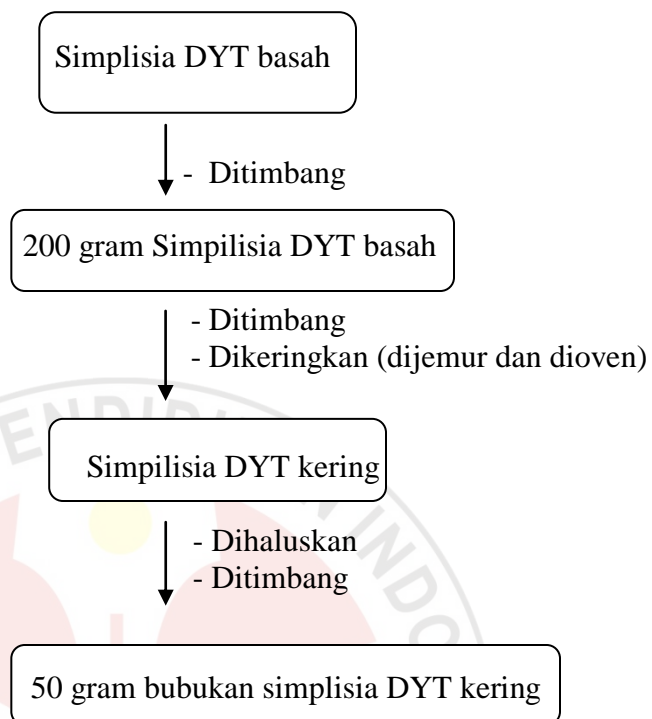 Simplisia DYT basah
- Ditimbang
200 gram Simpilisia DYT basah
- Ditimbang
- Dikeringkan (dijemur dan dioven)
Simpilisia DYT kering
- Dihaluskan
- Ditimbang
50 gram bubukan simplisia DYT kering